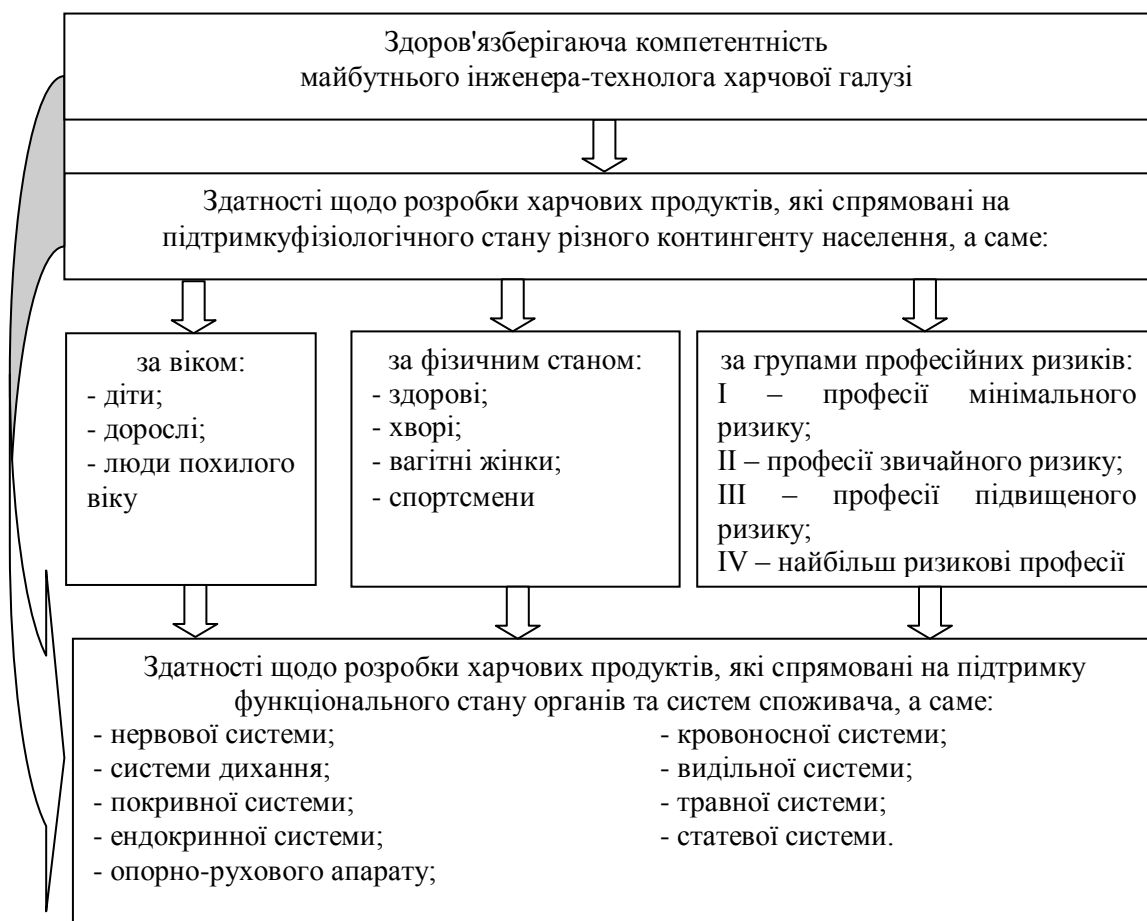 Здоров'язберігаюча компетентність
майбутнього інженера-технолога харчової галузі
Здатності щодо розробки харчових продуктів, які спрямовані на
підтримкуфізіологічного стану різного контингенту населення, а саме:
за віком:
- діти;
- дорослі;
- люди похилого
віку
за фізичним станом:
- здорові;
- хворі;
- вагітні жінки;
- спортсмени
за групами професійних ризиків:
І – професії мінімального
ризику;
ІІ – професії звичайного ризику;
ІІІ – професії підвищеного
ризику;
ІV – найбільш ризикові професії
Здатності щодо розробки харчових продуктів, які спрямовані на підтримку
функціонального стану органів та систем споживача, а саме:
- нервової системи;
- системи дихання;
- покривної системи;
- ендокринної системи;
- опорно-рухового апарату;
- кровоносної системи;
- видільної системи;
- травної системи;
- статевої системи.